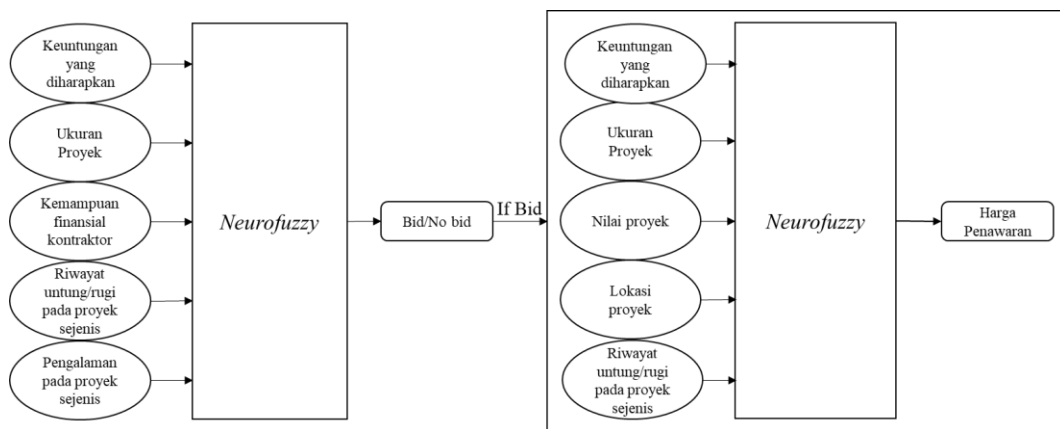 Keuntungan
yang
diharapkan
Ukuran
Proyek
Kemampuan
finansial
kontraktor
Riwayat
untung/rugi
pada proyek
sejenis
Pengalaman
pada proyek
sejenis
Neurofuzzy
Bid/No bid
If Bid
Keuntungan
yang
diharapkan
Ukuran
Proyek
Nilai proyek
Lokasi
proyek
Riwayat
untung/rugi
pada proyek
sejenis
Neurofuzzy
Harga
Penawaran